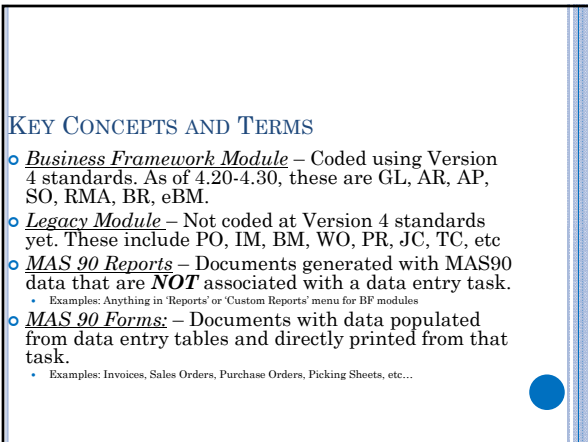 KEY CONCEPTS AND TERMS
Business Framework Module – Coded using Version
4 standards. As of 4.20-4.30, these are GL, AR, AP,
SO, RMA, BR, eBM.
Legacy Module – Not coded at Version 4 standards
yet. These include PO, IM, BM, WO, PR, JC, TC, etc
MAS 90 Reports – Documents generated with MAS90
data that are NOT associated with a data entry task.
• Examples: Anything in 'Reports' or 'Custom Reports' menu for BF modules
MAS 90 Forms: – Documents with data populated
from data entry tables and directly printed from that
task.
• Examples: Invoices, Sales Orders, Purchase Orders, Picking Sheets, etc…